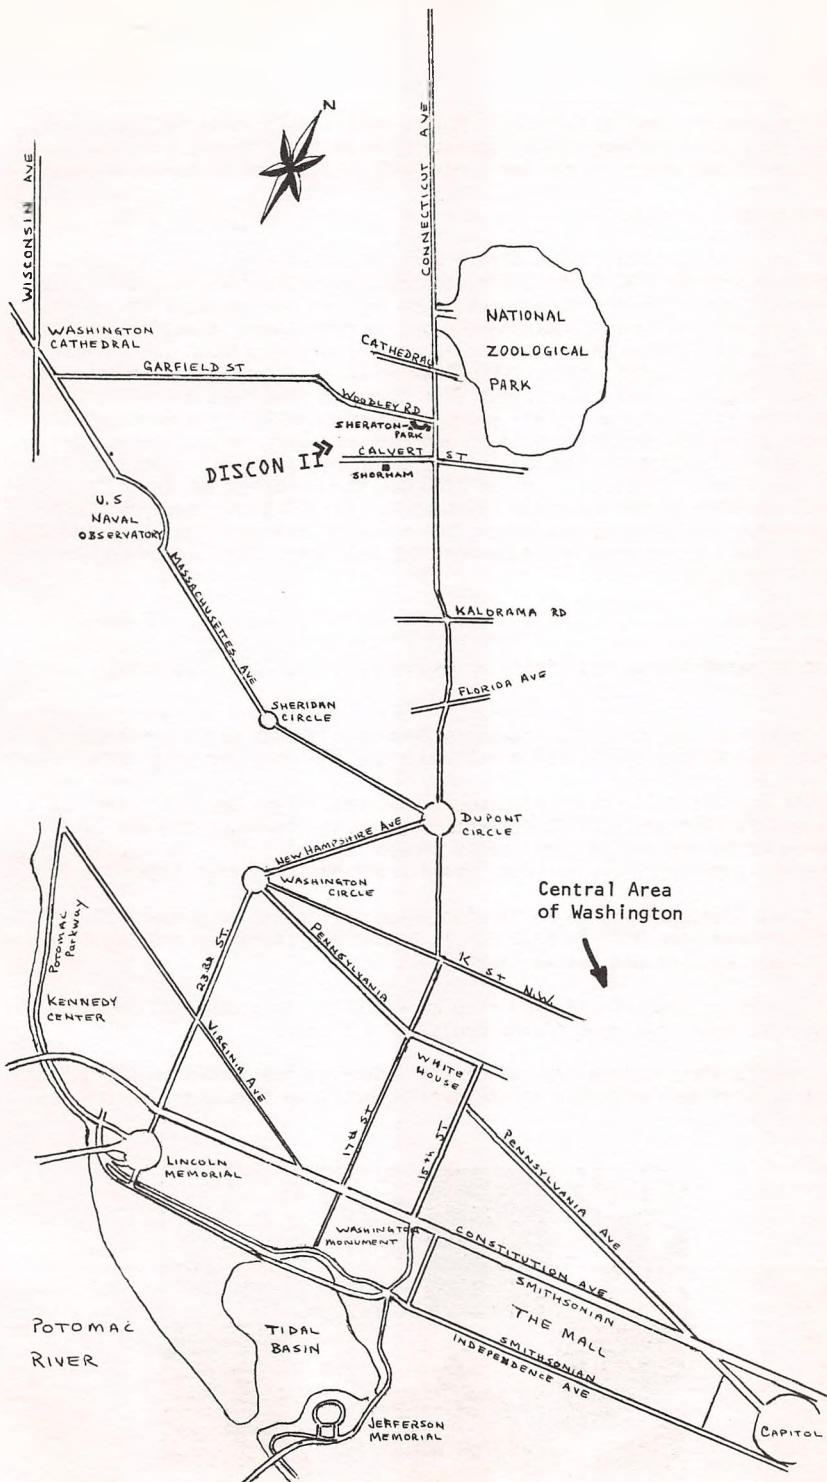 N
CONNECTICUT AVE
WISCONSIN AVE
WASHINGTON
CATHEDRAL
NATIONAL
ZOOLOGICAL
PARK
CATHEDRAL
GARFIELD ST
WOODLEY RD
SHERATON-
PARK
DISCON II
CALVERT ST
SHORHAM
U.S
NAVAL
OBSERVATORY
MASSACHUSETTES AVE
KALORAMA RD
FLORIDA AVE
SHERIDAN
CIRCLE
DUPONT
CIRCLE
NEW HAMPSHIRE AVE
WASHINGTON
CIRCLE
Central Area
of Washington
POTOMAC
Parkway
23Rd ST.
PENNSYLVANIA
K St N.W.
KENNEDY
CENTER
VIRGINIA AVE
WHITE
HOUSE
17th ST
15th ST
PENNSYLVANIA AVE
LINCOLN
MEMORIAL
WASHINGTON
MONUMENT
CONSTITUTION AVE
SMITHSONIAN
THE MALL
SMITHSONIAN
INDEPENDENCE AVE
POTOMAC
RIVER
TIDAL
BASIN
JEFFERSON
MEMORIAL
CAPITOL